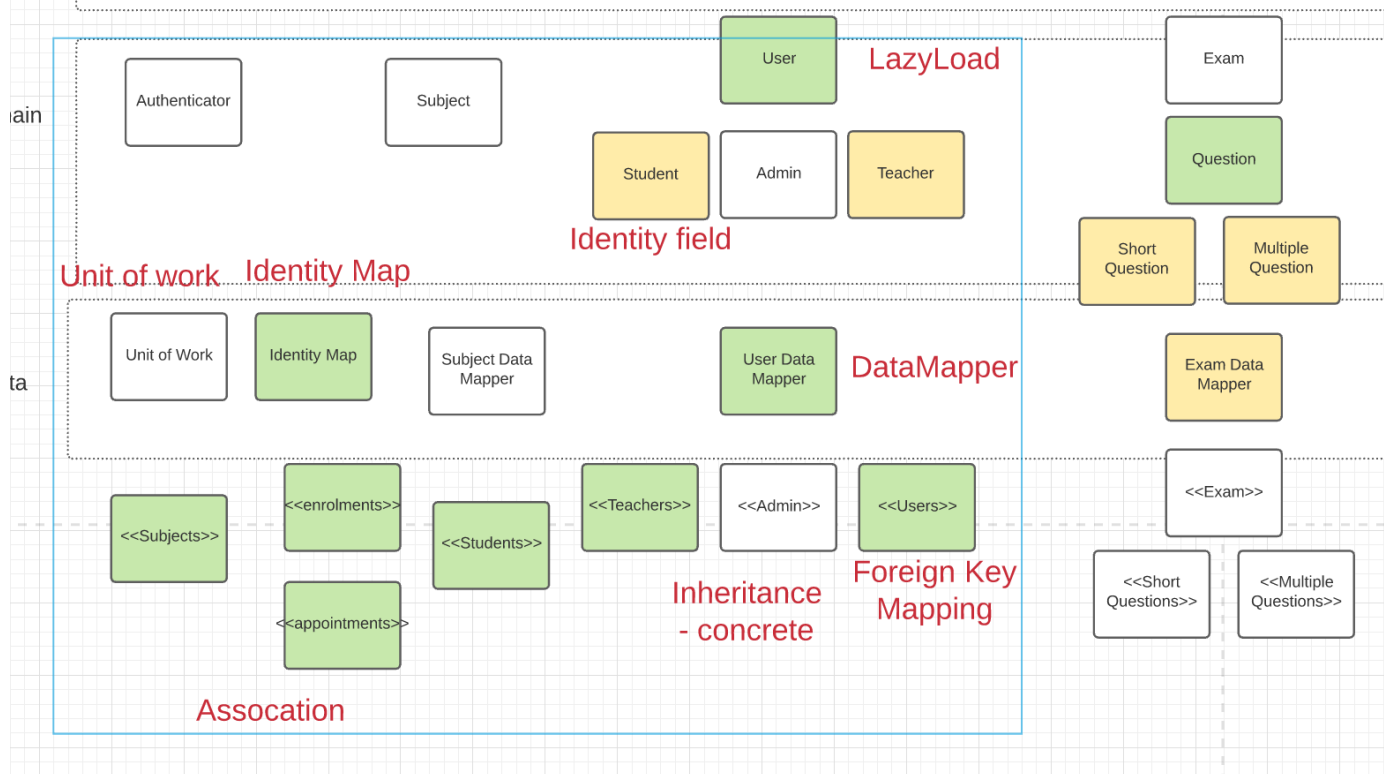 User
LazyLoad
Exam
Authenticator
Subject
ain
Question
Student
Admin
Teacher
Identity field
Short
Question
Multiple
Question
Unit of work
Identity Map
Unit of Work
Identity Map
Subject Data
Mapper
User Data
Mapper
DataMapper
Exam Data
Mapper
ta
<<Subjects>>
<<enrolments>>
<<Students>>
<<Teachers>>
<<Admin>>
<<Users>>
<<Exam>>
Foreign Key
Mapping
Inheritance
- concrete
<<Short
Questions>>
<<Multiple
Questions>>
<<appointments>>
Assocation